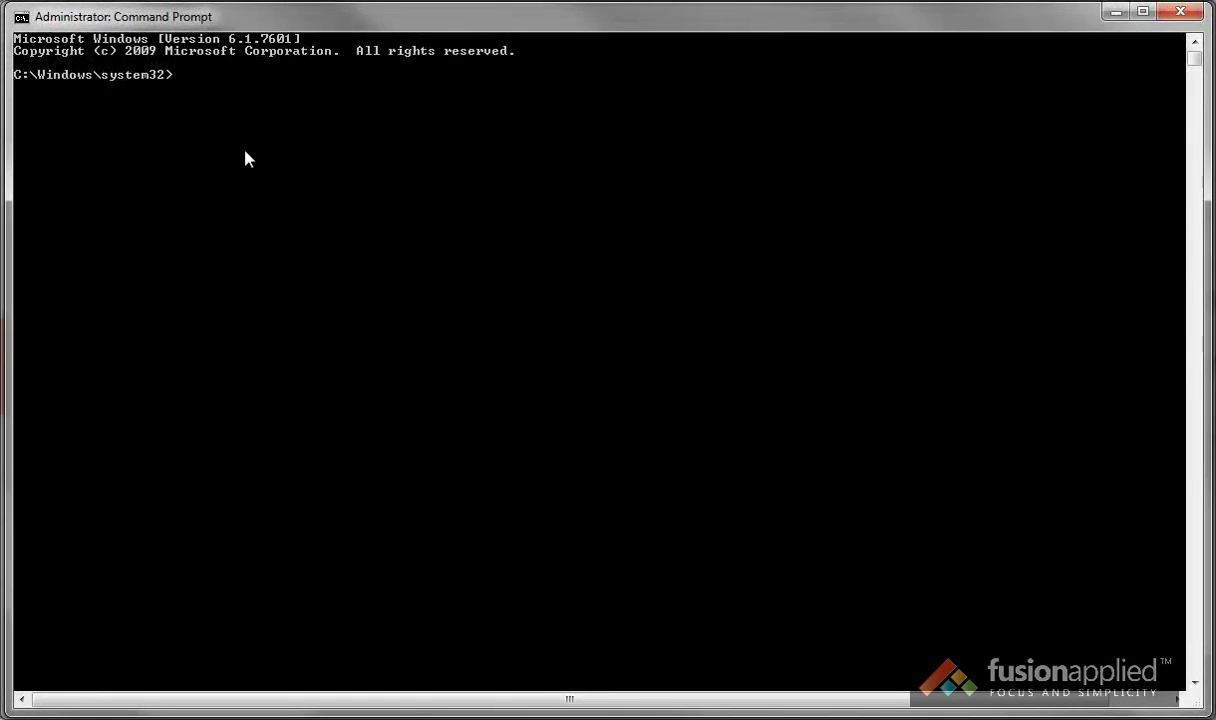 Administrator: Command Prompt
Microsoft Windows [Version 6.1.7601]
Copyright (c) 2009 Microsoft Corporation.  All rights reserved.
C:\Windows\system32>
fusionapplied™
FOCUS AND SIMPLICITY